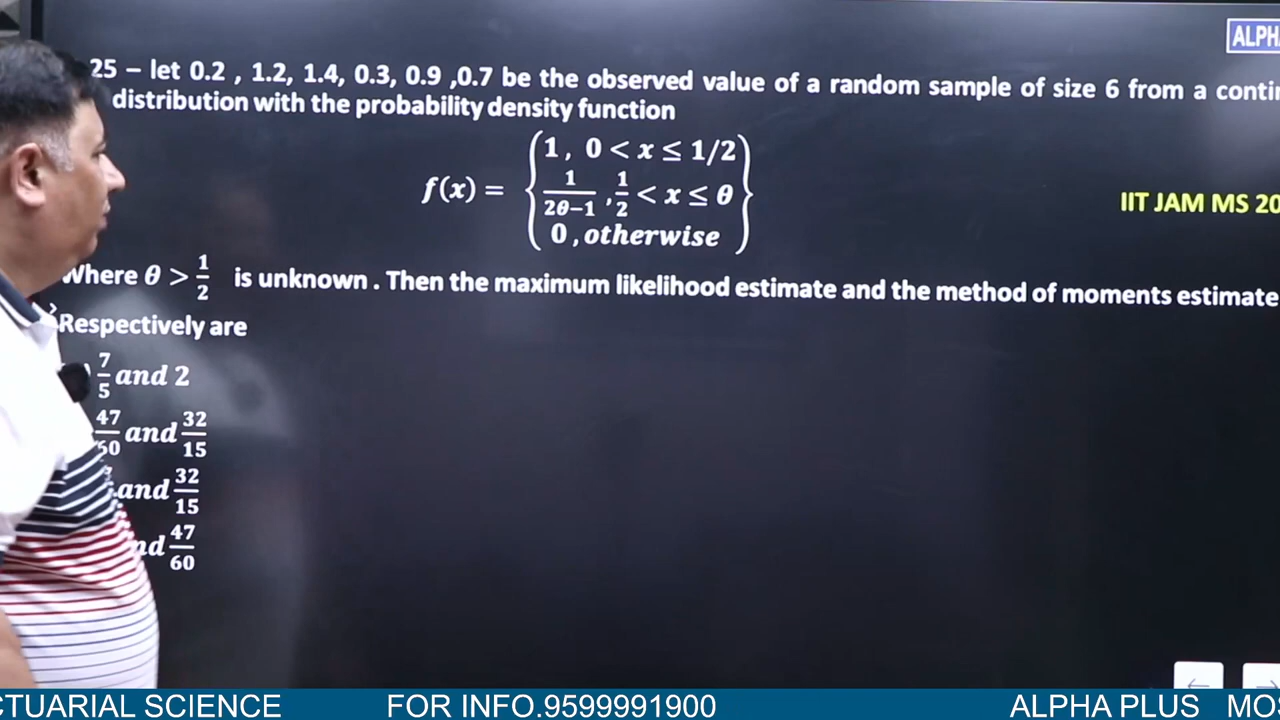 ALPH
25 – let 0.2 , 1.2, 1.4, 0.3, 0.9 ,0.7 be the observed value of a random sample of size 6 from a contin
distribution with the probability density function
f(x) = { 1 , 0 < x ≤ 1/2
1/(2θ−1) , 1/2 < x ≤ θ
0 , otherwise }
IIT JAM MS 20
Where θ > 1/2 is unknown . Then the maximum likelihood estimate and the method of moments estimate
Respectively are
7/5 and 2
47/60 and 32/15
and 32/15
nd 47/60
CTUARIAL SCIENCE FOR INFO.9599991900 ALPHA PLUS MOS